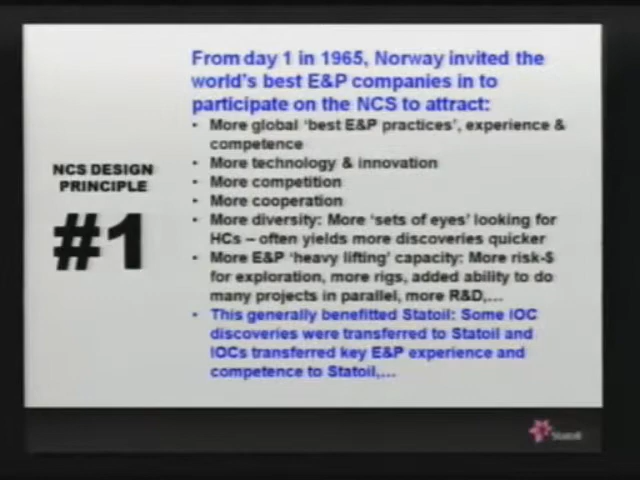 From day 1 in 1965, Norway invited the
world's best E&P companies in to
participate on the NCS to attract:
• More global 'best E&P practices', experience &
competence
• More technology & innovation
• More competition
• More cooperation
• More diversity: More 'sets of eyes' looking for
HCs – often yields more discoveries quicker
• More E&P 'heavy lifting' capacity: More risk-$
for exploration, more rigs, added ability to do
many projects in parallel, more R&D,...
• This generally benefitted Statoil: Some IOC
discoveries were transferred to Statoil and
IOCs transferred key E&P experience and
competence to Statoil,...
NCS DESIGN
PRINCIPLE
#1
Statoil